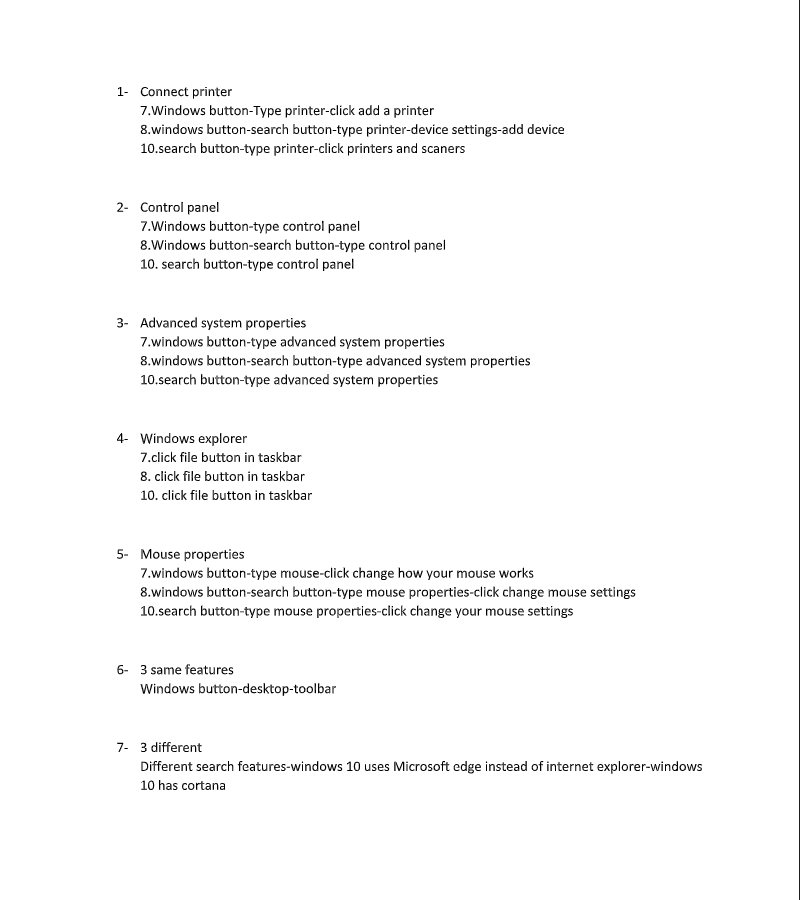 1- Connect printer
7.Windows button-Type printer-click add a printer
8.windows button-search button-type printer-device settings-add device
10.search button-type printer-click printers and scaners
2- Control panel
7.Windows button-type control panel
8.Windows button-search button-type control panel
10. search button-type control panel
3- Advanced system properties
7.windows button-type advanced system properties
8.windows button-search button-type advanced system properties
10.search button-type advanced system properties
4- Windows explorer
7.click file button in taskbar
8. click file button in taskbar
10. click file button in taskbar
5- Mouse properties
7.windows button-type mouse-click change how your mouse works
8.windows button-search button-type mouse properties-click change mouse settings
10.search button-type mouse properties-click change your mouse settings
6- 3 same features
Windows button-desktop-toolbar
7- 3 different
Different search features-windows 10 uses Microsoft edge instead of internet explorer-windows
10 has cortana